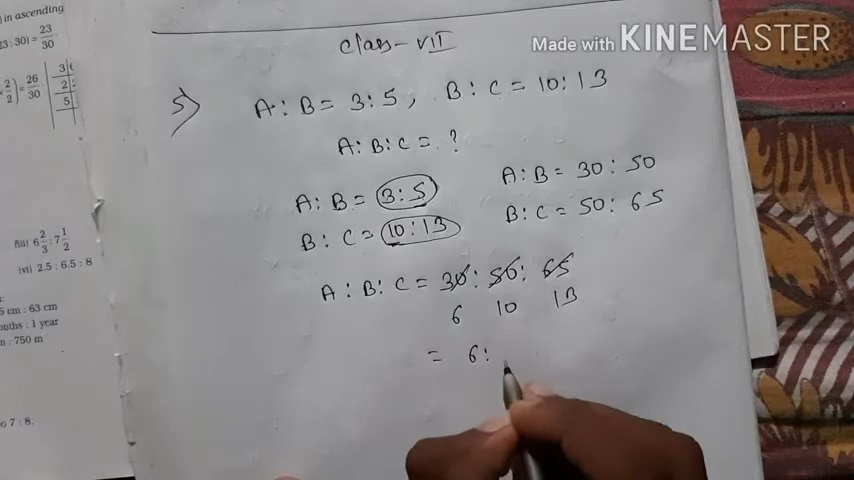 Made with KINEMASTER
in ascending
23 : 30) = 23/30
2/2) = 26/30
3
2
5
(iii) 6 2/3 : 7 1/2
(vi) 2.5 : 6.5 : 8
5 cm : 63 cm
onths : 1 year
m : 750 m
o 7 : 8.
Class - VII
5) A : B = 3 : 5 , B : C = 10 : 13
A : B : C = ?
A : B = 3 : 5
B : C = 10 : 13
A : B = 30 : 50
B : C = 50 : 65
A : B : C = 30 : 50 : 65
6 10 13
= 6 :